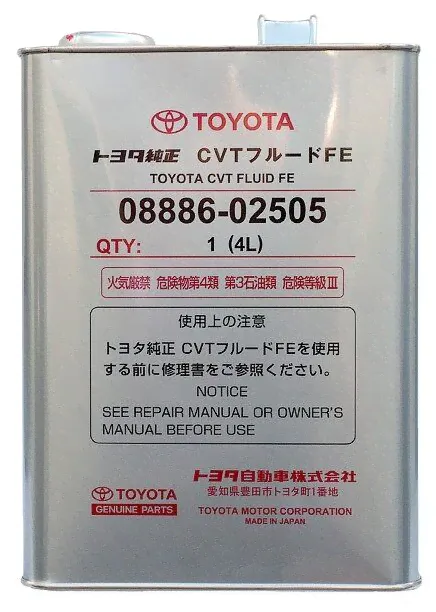 TOYOTA
トヨタ純正 CVTフルードFE
TOYOTA CVT FLUID FE
08886-02505
QTY: 1 (4L)
火気厳禁 危険物第4類 第3石油類 危険等級Ⅲ
使用上の注意
トヨタ純正 CVTフルードFEを使用
する前に修理書をご参照ください。
NOTICE
SEE REPAIR MANUAL OR OWNER'S
MANUAL BEFORE USE
TOYOTA
GENUINE PARTS
トヨタ自動車株式会社
愛知県豊田市トヨタ町1番地
TOYOTA MOTOR CORPORATION
MADE IN JAPAN